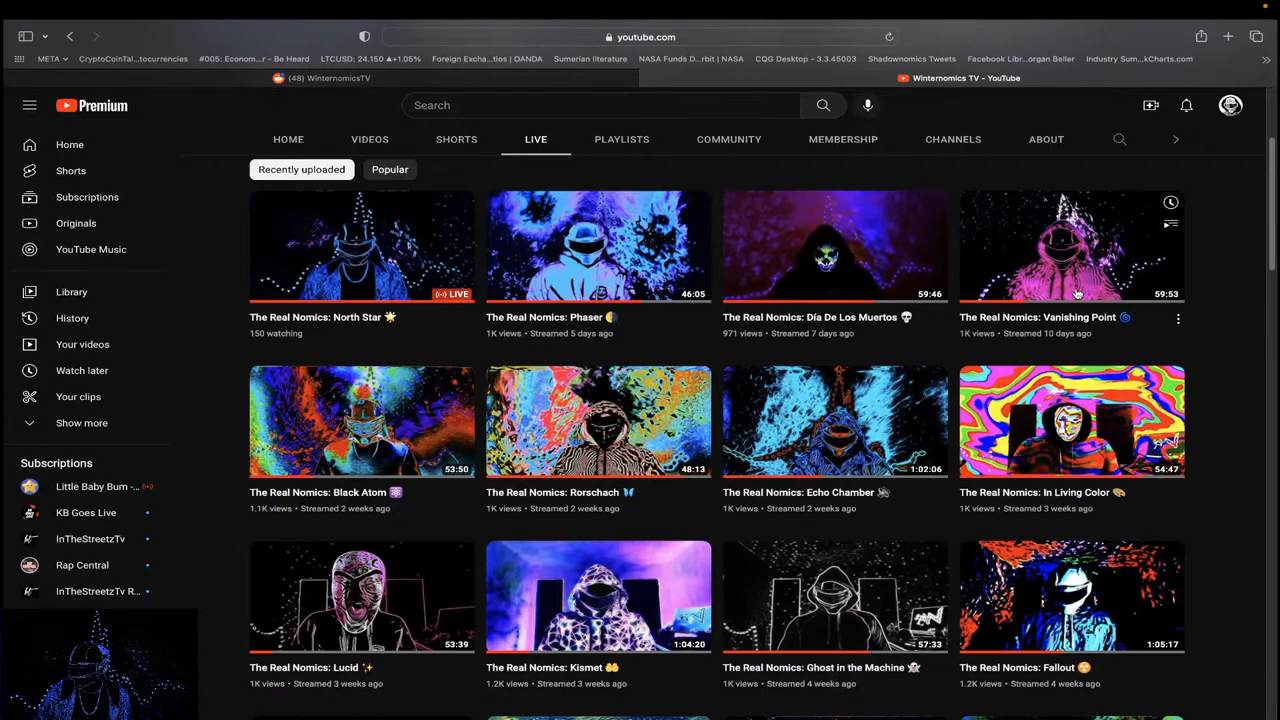 youtube.com
META
CryptoCoinTal...tocurrencies
#005: Econom...r - Be Heard
LTCUSD: 24.150 ▲+1.05%
Foreign Excha...tios | OANDA
Sumerian literature
NASA Funds D...rbit | NASA
CQG Desktop - 3.3.45003
Shadownomics Tweets
Facebook Libr...organ Beller
Industry Sum...kCharts.com
(48) WinternomicsTV
Winternomics TV - YouTube
Premium
Search
HOME
VIDEOS
SHORTS
LIVE
PLAYLISTS
COMMUNITY
MEMBERSHIP
CHANNELS
ABOUT
Home
Shorts
Subscriptions
Originals
YouTube Music
Library
History
Your videos
Watch later
Your clips
Show more
Subscriptions
Little Baby Bum -...
KB Goes Live
InTheStreetzTv
Rap Central
InTheStreetzTv R...
Recently uploaded
Popular
LIVE
46:05
59:46
59:53
The Real Nomics: North Star 🌟
150 watching
The Real Nomics: Phaser 🌗
1K views • Streamed 5 days ago
The Real Nomics: Día De Los Muertos 💀
971 views • Streamed 7 days ago
The Real Nomics: Vanishing Point 🌀
1K views • Streamed 10 days ago
53:50
48:13
1:02:06
54:47
The Real Nomics: Black Atom ⚛️
1.1K views • Streamed 2 weeks ago
The Real Nomics: Rorschach 🦋
1K views • Streamed 2 weeks ago
The Real Nomics: Echo Chamber 🔊
1K views • Streamed 2 weeks ago
The Real Nomics: In Living Color 🎨
1K views • Streamed 3 weeks ago
53:39
1:04:20
57:33
1:05:17
The Real Nomics: Lucid ✨
1K views • Streamed 3 weeks ago
The Real Nomics: Kismet 🤲
1.2K views • Streamed 3 weeks ago
The Real Nomics: Ghost in the Machine 👻
1K views • Streamed 4 weeks ago
The Real Nomics: Fallout ☢️
1.2K views • Streamed 4 weeks ago